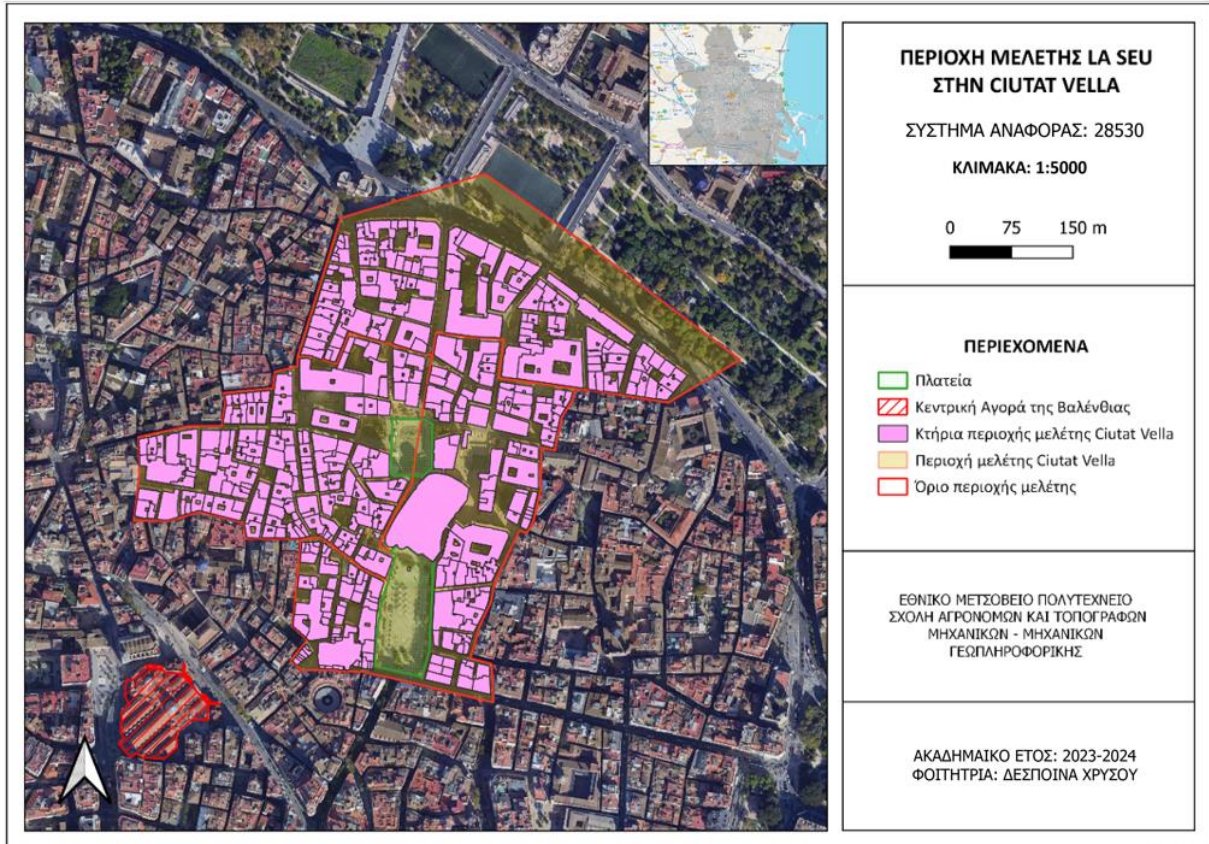 ΠΕΡΙΟΧΗ ΜΕΛΕΤΗΣ LA SEU
ΣΤΗΝ CIUTAT VELLA
ΣΥΣΤΗΜΑ ΑΝΑΦΟΡΑΣ: 28530
ΚΛΙΜΑΚΑ: 1:5000
0 75 150 m
ΠΕΡΙΕΧΟΜΕΝΑ
Πλατεία
Κεντρική Αγορά της Βαλένθιας
Κτήρια περιοχής μελέτης Ciutat Vella
Περιοχή μελέτης Ciutat Vella
Όριο περιοχής μελέτης
ΕΘΝΙΚΟ ΜΕΤΣΟΒΕΙΟ ΠΟΛΥΤΕΧΝΕΙΟ
ΣΧΟΛΗ ΑΓΡΟΝΟΜΩΝ ΚΑΙ ΤΟΠΟΓΡΑΦΩΝ
ΜΗΧΑΝΙΚΩΝ - ΜΗΧΑΝΙΚΩΝ
ΓΕΩΠΛΗΡΟΦΟΡΙΚΗΣ
ΑΚΑΔΗΜΑΙΚΟ ΕΤΟΣ: 2023-2024
ΦΟΙΤΗΤΡΙΑ: ΔΕΣΠΟΙΝΑ ΧΡΥΣΟΥ